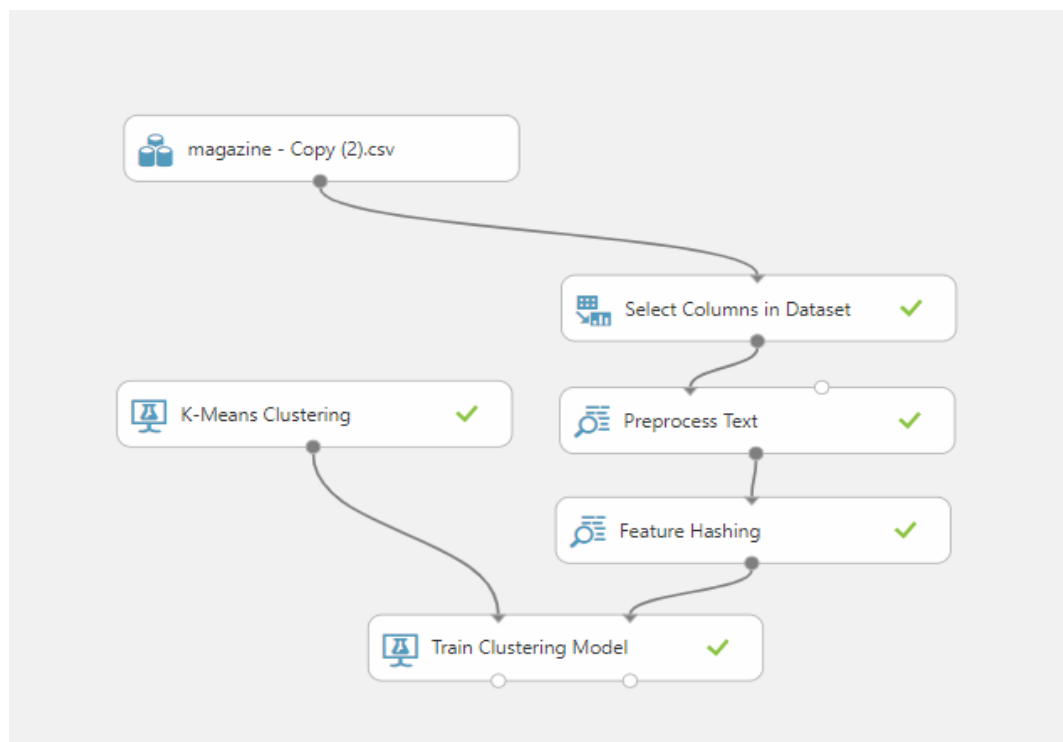 magazine - Copy (2).csv
Select Columns in Dataset
K-Means Clustering
Preprocess Text
Feature Hashing
Train Clustering Model